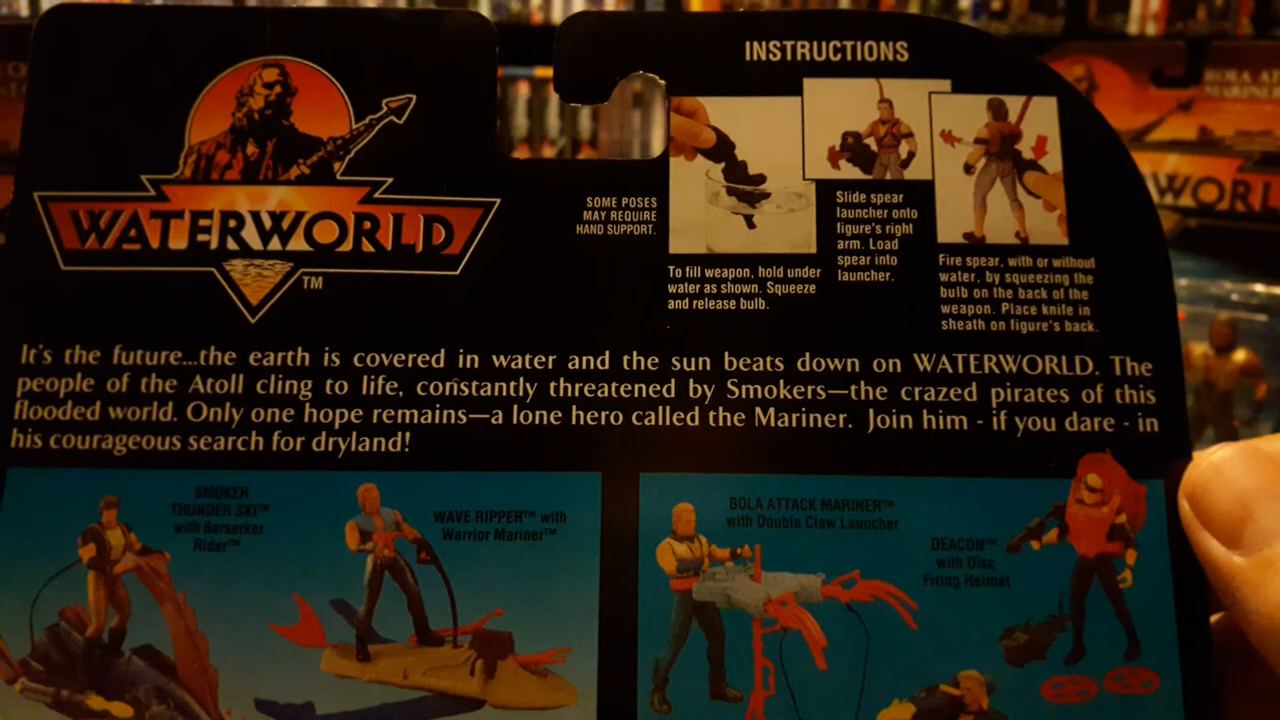 WATERWORLD
TM
INSTRUCTIONS
SOME POSES
MAY REQUIRE
HAND SUPPORT.
To fill weapon, hold under
water as shown. Squeeze
and release bulb.
Slide spear
launcher onto
figure's right
arm. Load
spear into
launcher.
Fire spear, with or without
water, by squeezing the
bulb on the back of the
weapon. Place knife in
sheath on figure's back.
It's the future...the earth is covered in water and the sun beats down on WATERWORLD. The
people of the Atoll cling to life, constantly threatened by Smokers—the crazed pirates of this
flooded world. Only one hope remains—a lone hero called the Mariner. Join him - if you dare - in
his courageous search for dryland!
SMOKER
THUNDER SKI™
with Berserker
Rider™
WAVE RIPPER™ with
Warrior Mariner™
BOLA ATTACK MARINER™
with Double Claw Launcher
DEACON™
with Disc
Firing Helmet
BOLA AT
MARINE
WORL